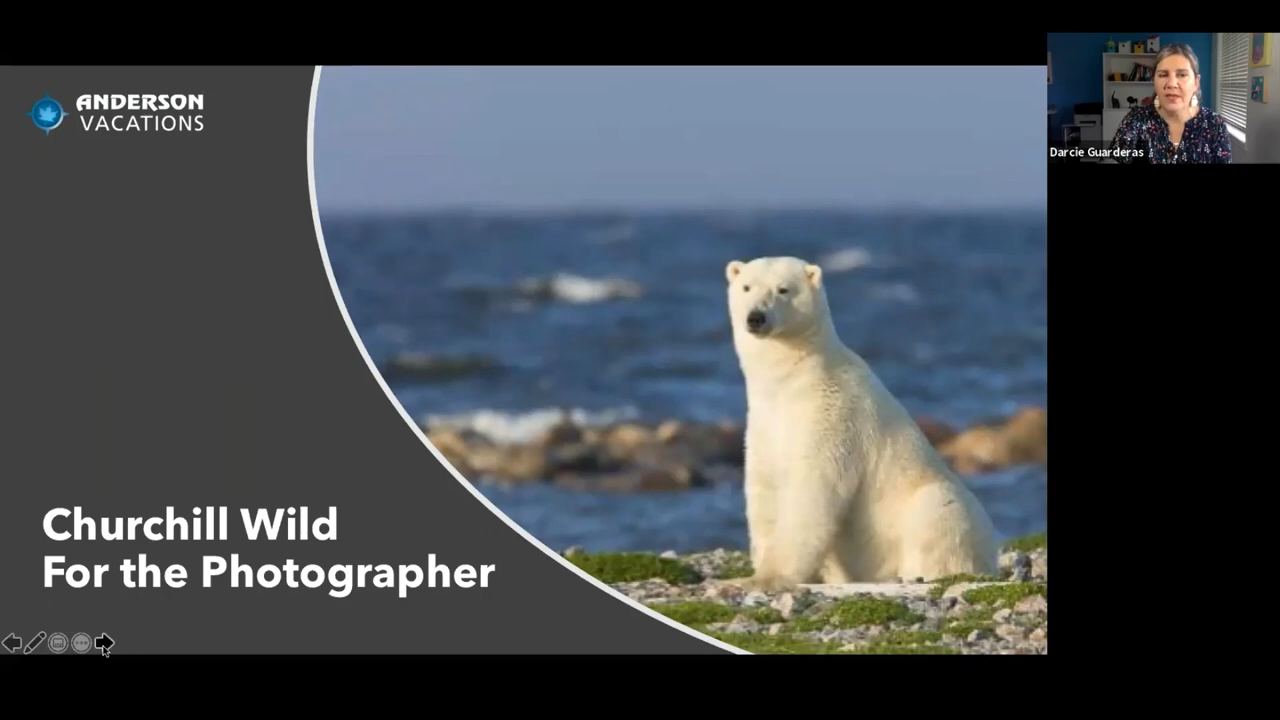 ANDERSON
VACATIONS
Darcie Guarderas
Churchill Wild
For the Photographer